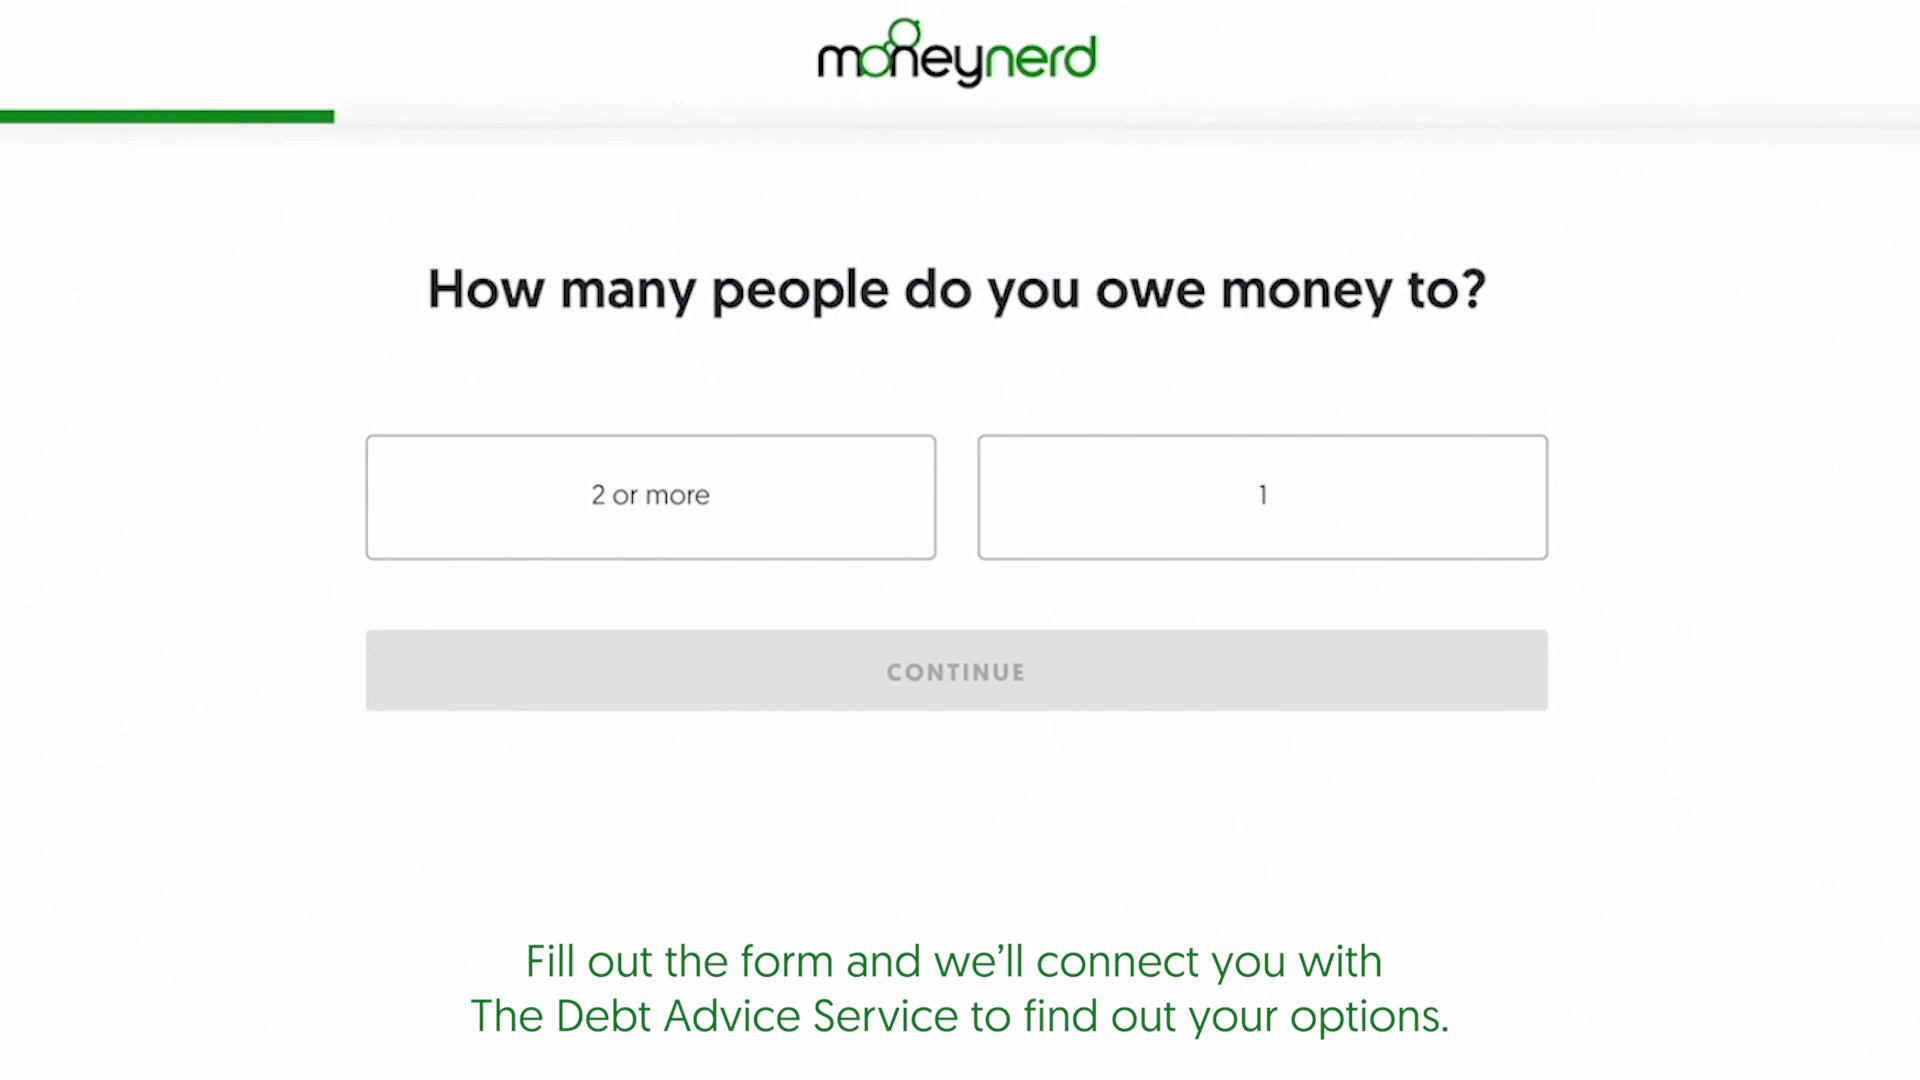 moneynerd
How many people do you owe money to?
2 or more
1
CONTINUE
Fill out the form and we’ll connect you with
The Debt Advice Service to find out your options.